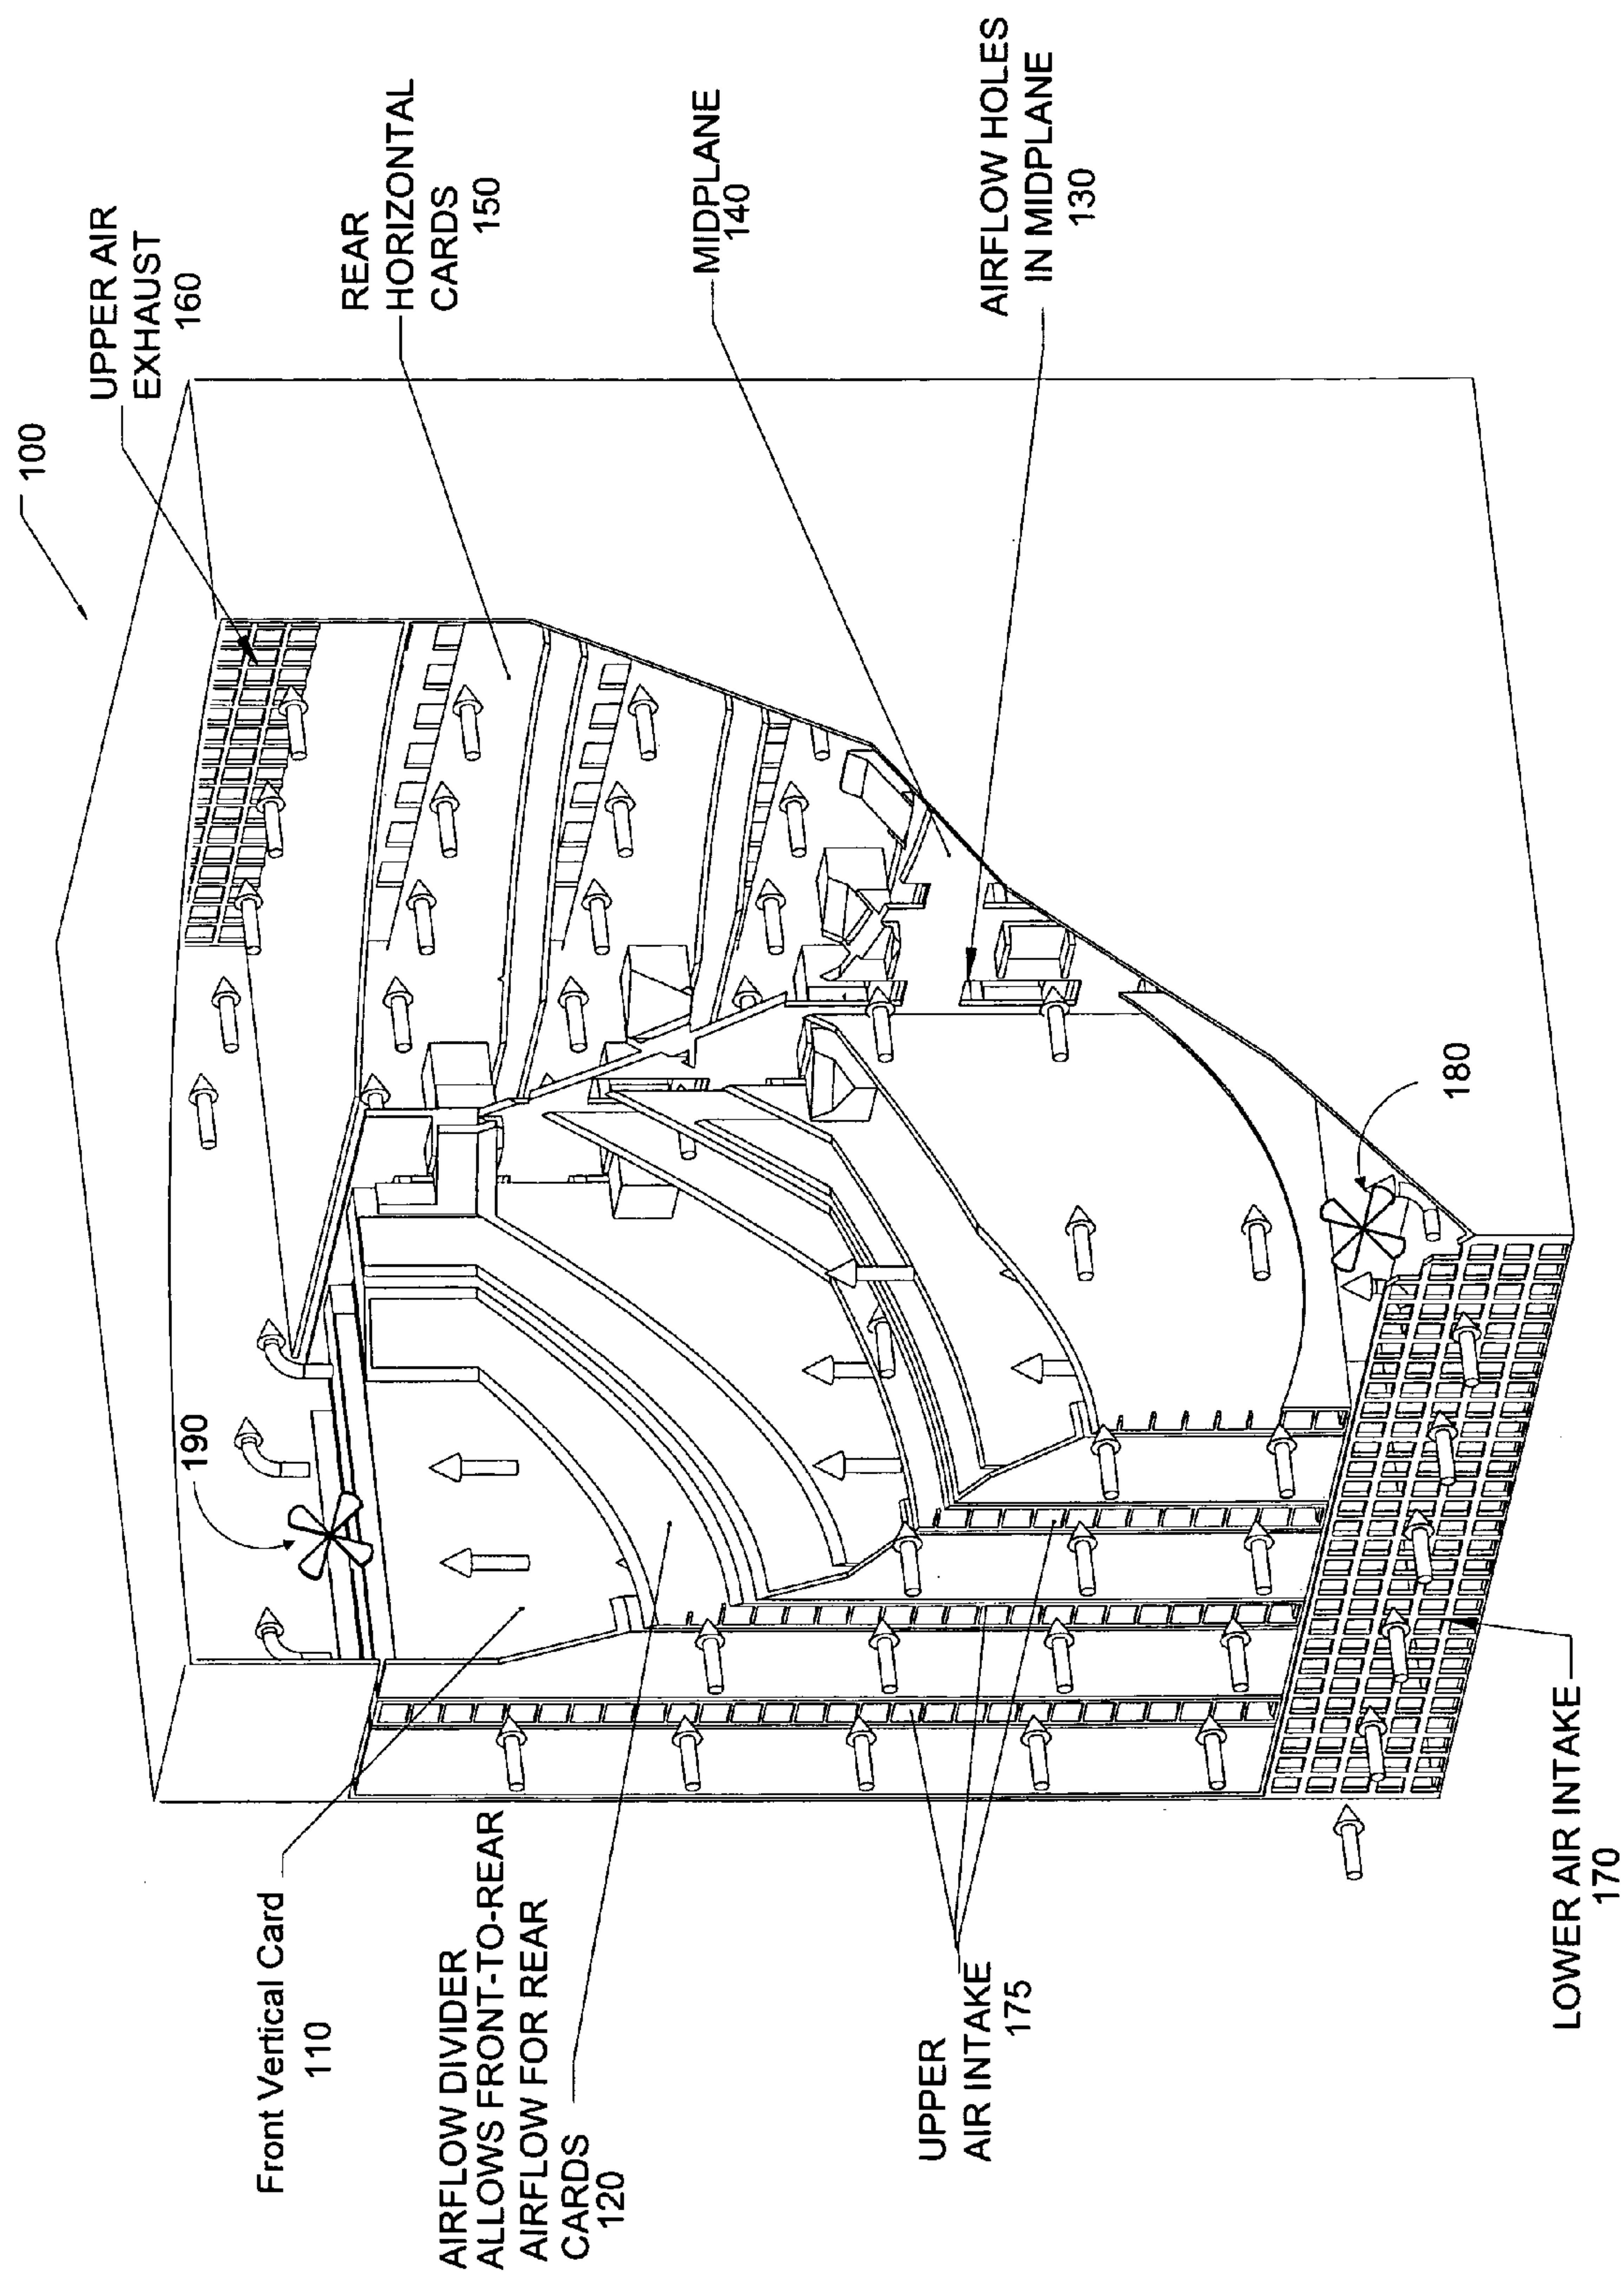 100
UPPER AIR
EXHAUST
160
REAR
HORIZONTAL
CARDS
150
MIDPLANE
140
AIRFLOW HOLES
IN MIDPLANE
130
190
180
Front Vertical Card
110
AIRFLOW DIVIDER
ALLOWS FRONT-TO-REAR
AIRFLOW FOR REAR
CARDS
120
UPPER
AIR INTAKE
175
LOWER AIR INTAKE
170